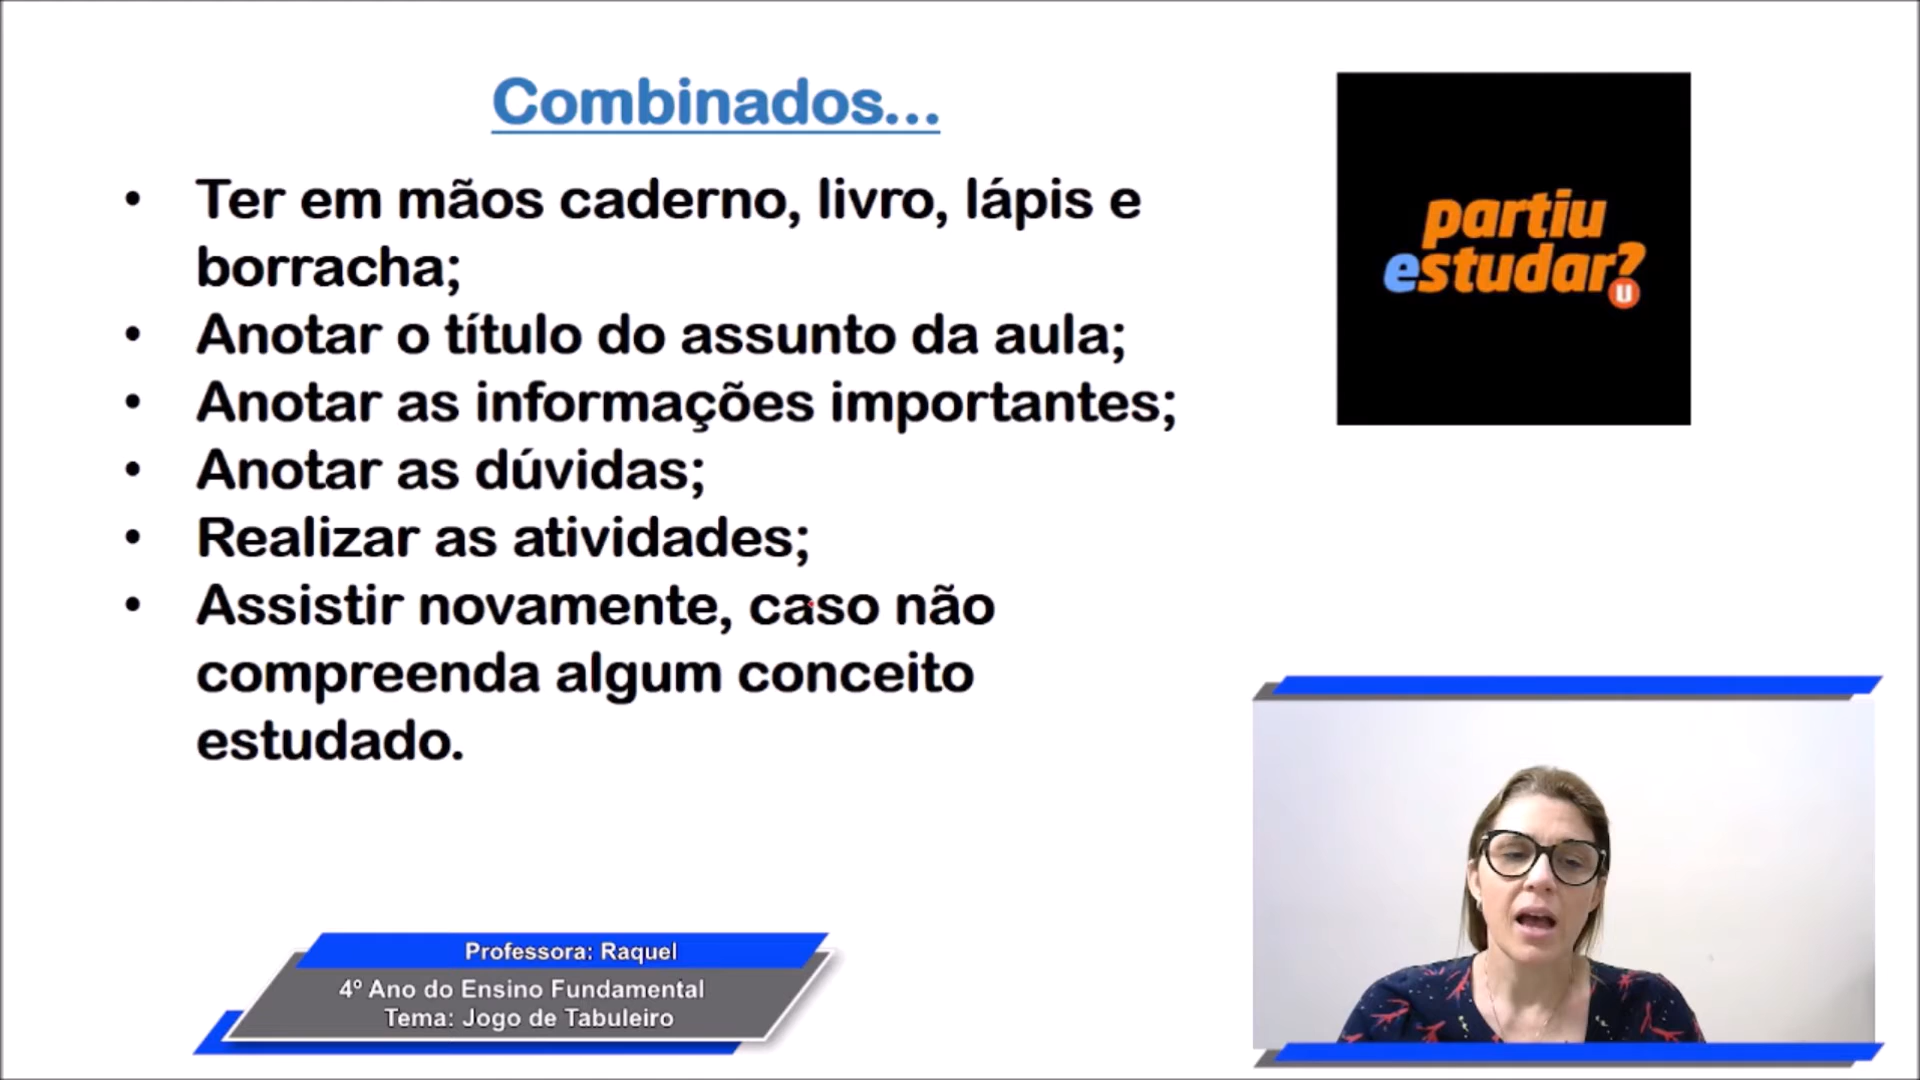 Combinados...
• Ter em mãos caderno, livro, lápis e
borracha;
• Anotar o título do assunto da aula;
• Anotar as informações importantes;
• Anotar as dúvidas;
• Realizar as atividades;
• Assistir novamente, caso não
compreenda algum conceito
estudado.
partiu
estudar?
U
Professora: Raquel
4º Ano do Ensino Fundamental
Tema: Jogo de Tabuleiro